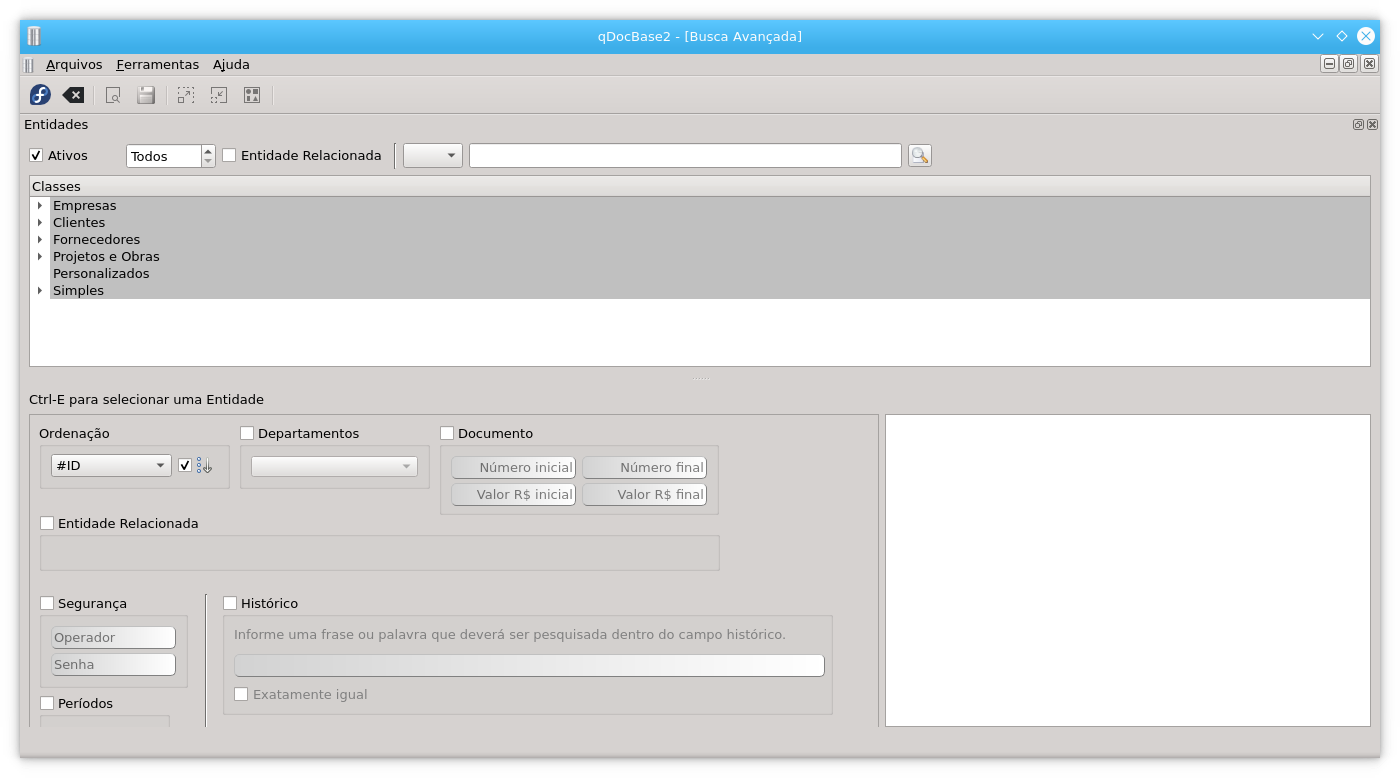 qDocBase2 - [Busca Avançada]
Arquivos Ferramentas Ajuda
Entidades
Ativos Todos Entidade Relacionada
Classes
Empresas
Clientes
Fornecedores
Projetos e Obras
Personalizados
Simples
Ctrl-E para selecionar uma Entidade
Ordenação Departamentos Documento
#ID Número inicial Número final
Valor R$ inicial Valor R$ final
Entidade Relacionada
Segurança Histórico
Operador Informe uma frase ou palavra que deverá ser pesquisada dentro do campo histórico.
Senha
Exatamente igual
Períodos